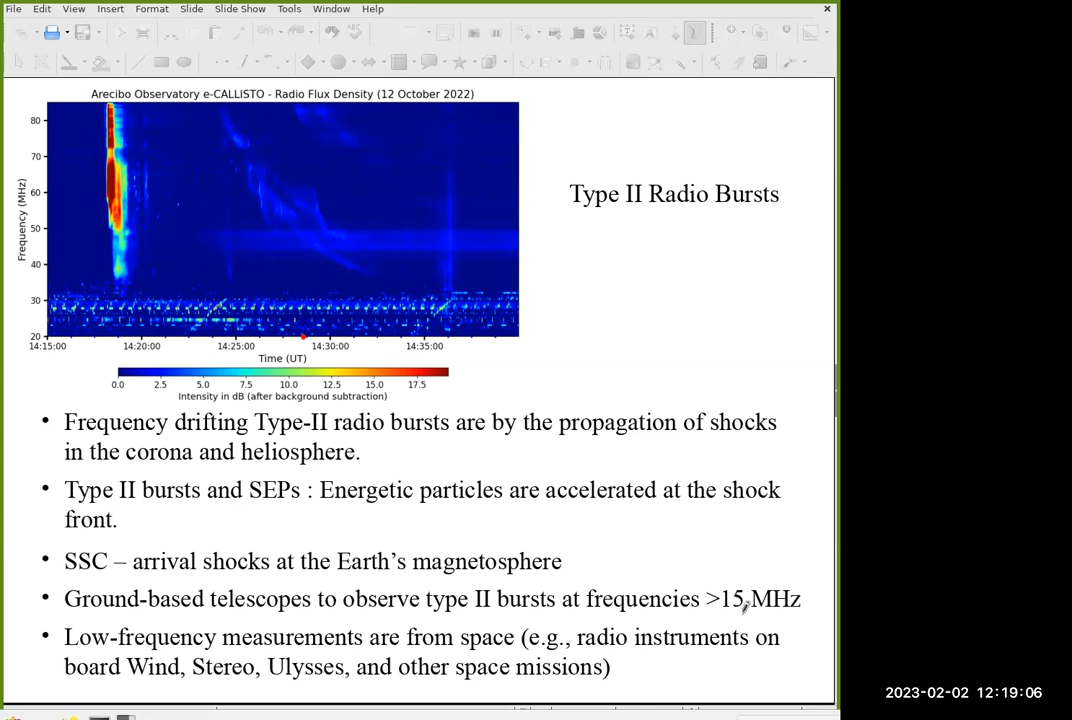 File Edit View Insert Format Slide Slide Show Tools Window Help
Arecibo Observatory e-CALLISTO - Radio Flux Density (12 October 2022)
Frequency (MHz)
80
70
60
50
40
30
20
14:15:00 14:20:00 14:25:00 14:30:00 14:35:00
Time (UT)
0.0 2.5 5.0 7.5 10.0 12.5 15.0 17.5
Intensity in dB (after background subtraction)
Type II Radio Bursts
• Frequency drifting Type-II radio bursts are by the propagation of shocks
in the corona and heliosphere.
• Type II bursts and SEPs : Energetic particles are accelerated at the shock
front.
• SSC – arrival shocks at the Earth’s magnetosphere
• Ground-based telescopes to observe type II bursts at frequencies >15 MHz
• Low-frequency measurements are from space (e.g., radio instruments on
board Wind, Stereo, Ulysses, and other space missions)
2023-02-02 12:19:06